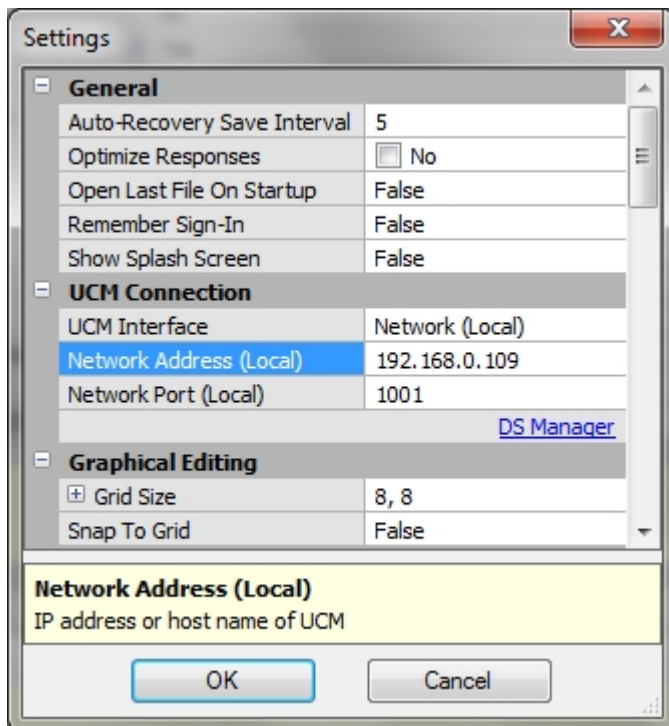 Settings
General
Auto-Recovery Save Interval 5
Optimize Responses No
Open Last File On Startup False
Remember Sign-In False
Show Splash Screen False
UCM Connection
UCM Interface Network (Local)
Network Address (Local) 192.168.0.109
Network Port (Local) 1001
DS Manager
Graphical Editing
Grid Size 8, 8
Snap To Grid False
Network Address (Local)
IP address or host name of UCM
OK Cancel